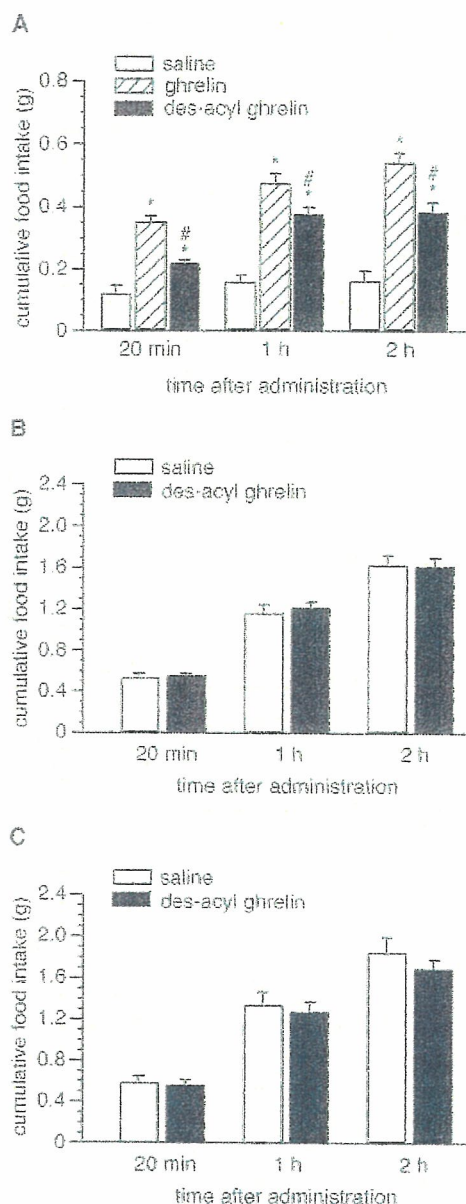 A
saline
ghrelin
des-acyl ghrelin
cumulative food intake (g)
0.8
0.6
0.4
0.2
0
*
#
*
*
#
*
*
#
*
20 min
1 h
2 h
time after administration
B
saline
des-acyl ghrelin
cumulative food intake (g)
2.4
2.0
1.6
1.2
0.8
0.4
0
20 min
1 h
2 h
time after administration
C
saline
des-acyl ghrelin
cumulative food intake (g)
2.4
2.0
1.6
1.2
0.8
0.4
0
20 min
1 h
2 h
time after administration